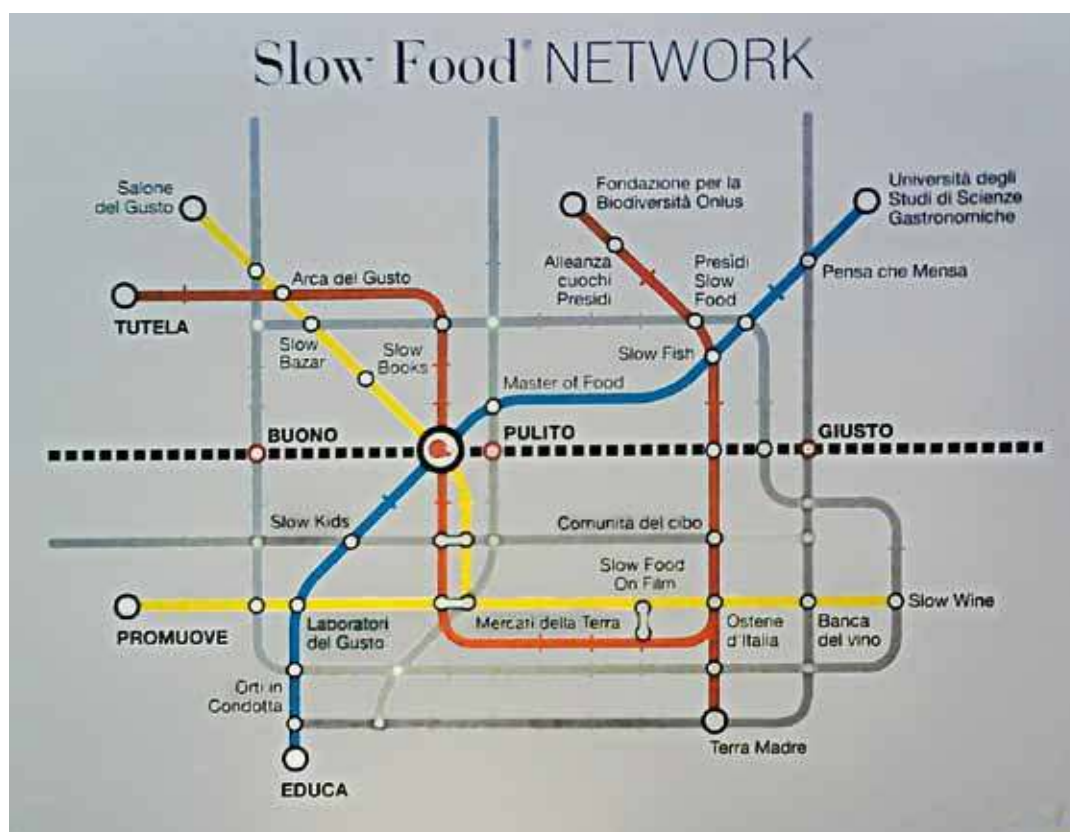 Slow Food® NETWORK
Salone
del Gusto
Fondazione per la
Biodiversità Onlus
Università degli
Studi di Scienze
Gastronomiche
Arca del Gusto
Alleanza
cuochi
Presìdi
Presìdi
Slow
Food
Pensa che Mensa
TUTELA
Slow
Bazar
Slow
Books
Slow Fish
Master of Food
BUONO
PULITO
GIUSTO
Slow Kids
Comunità del cibo
Slow Food
On Film
PROMUOVE
Laboratori
del Gusto
Mercati della Terra
Osterie
d'Italia
Banca
del vino
Slow Wine
Orti in
Condotta
Terra Madre
EDUCA